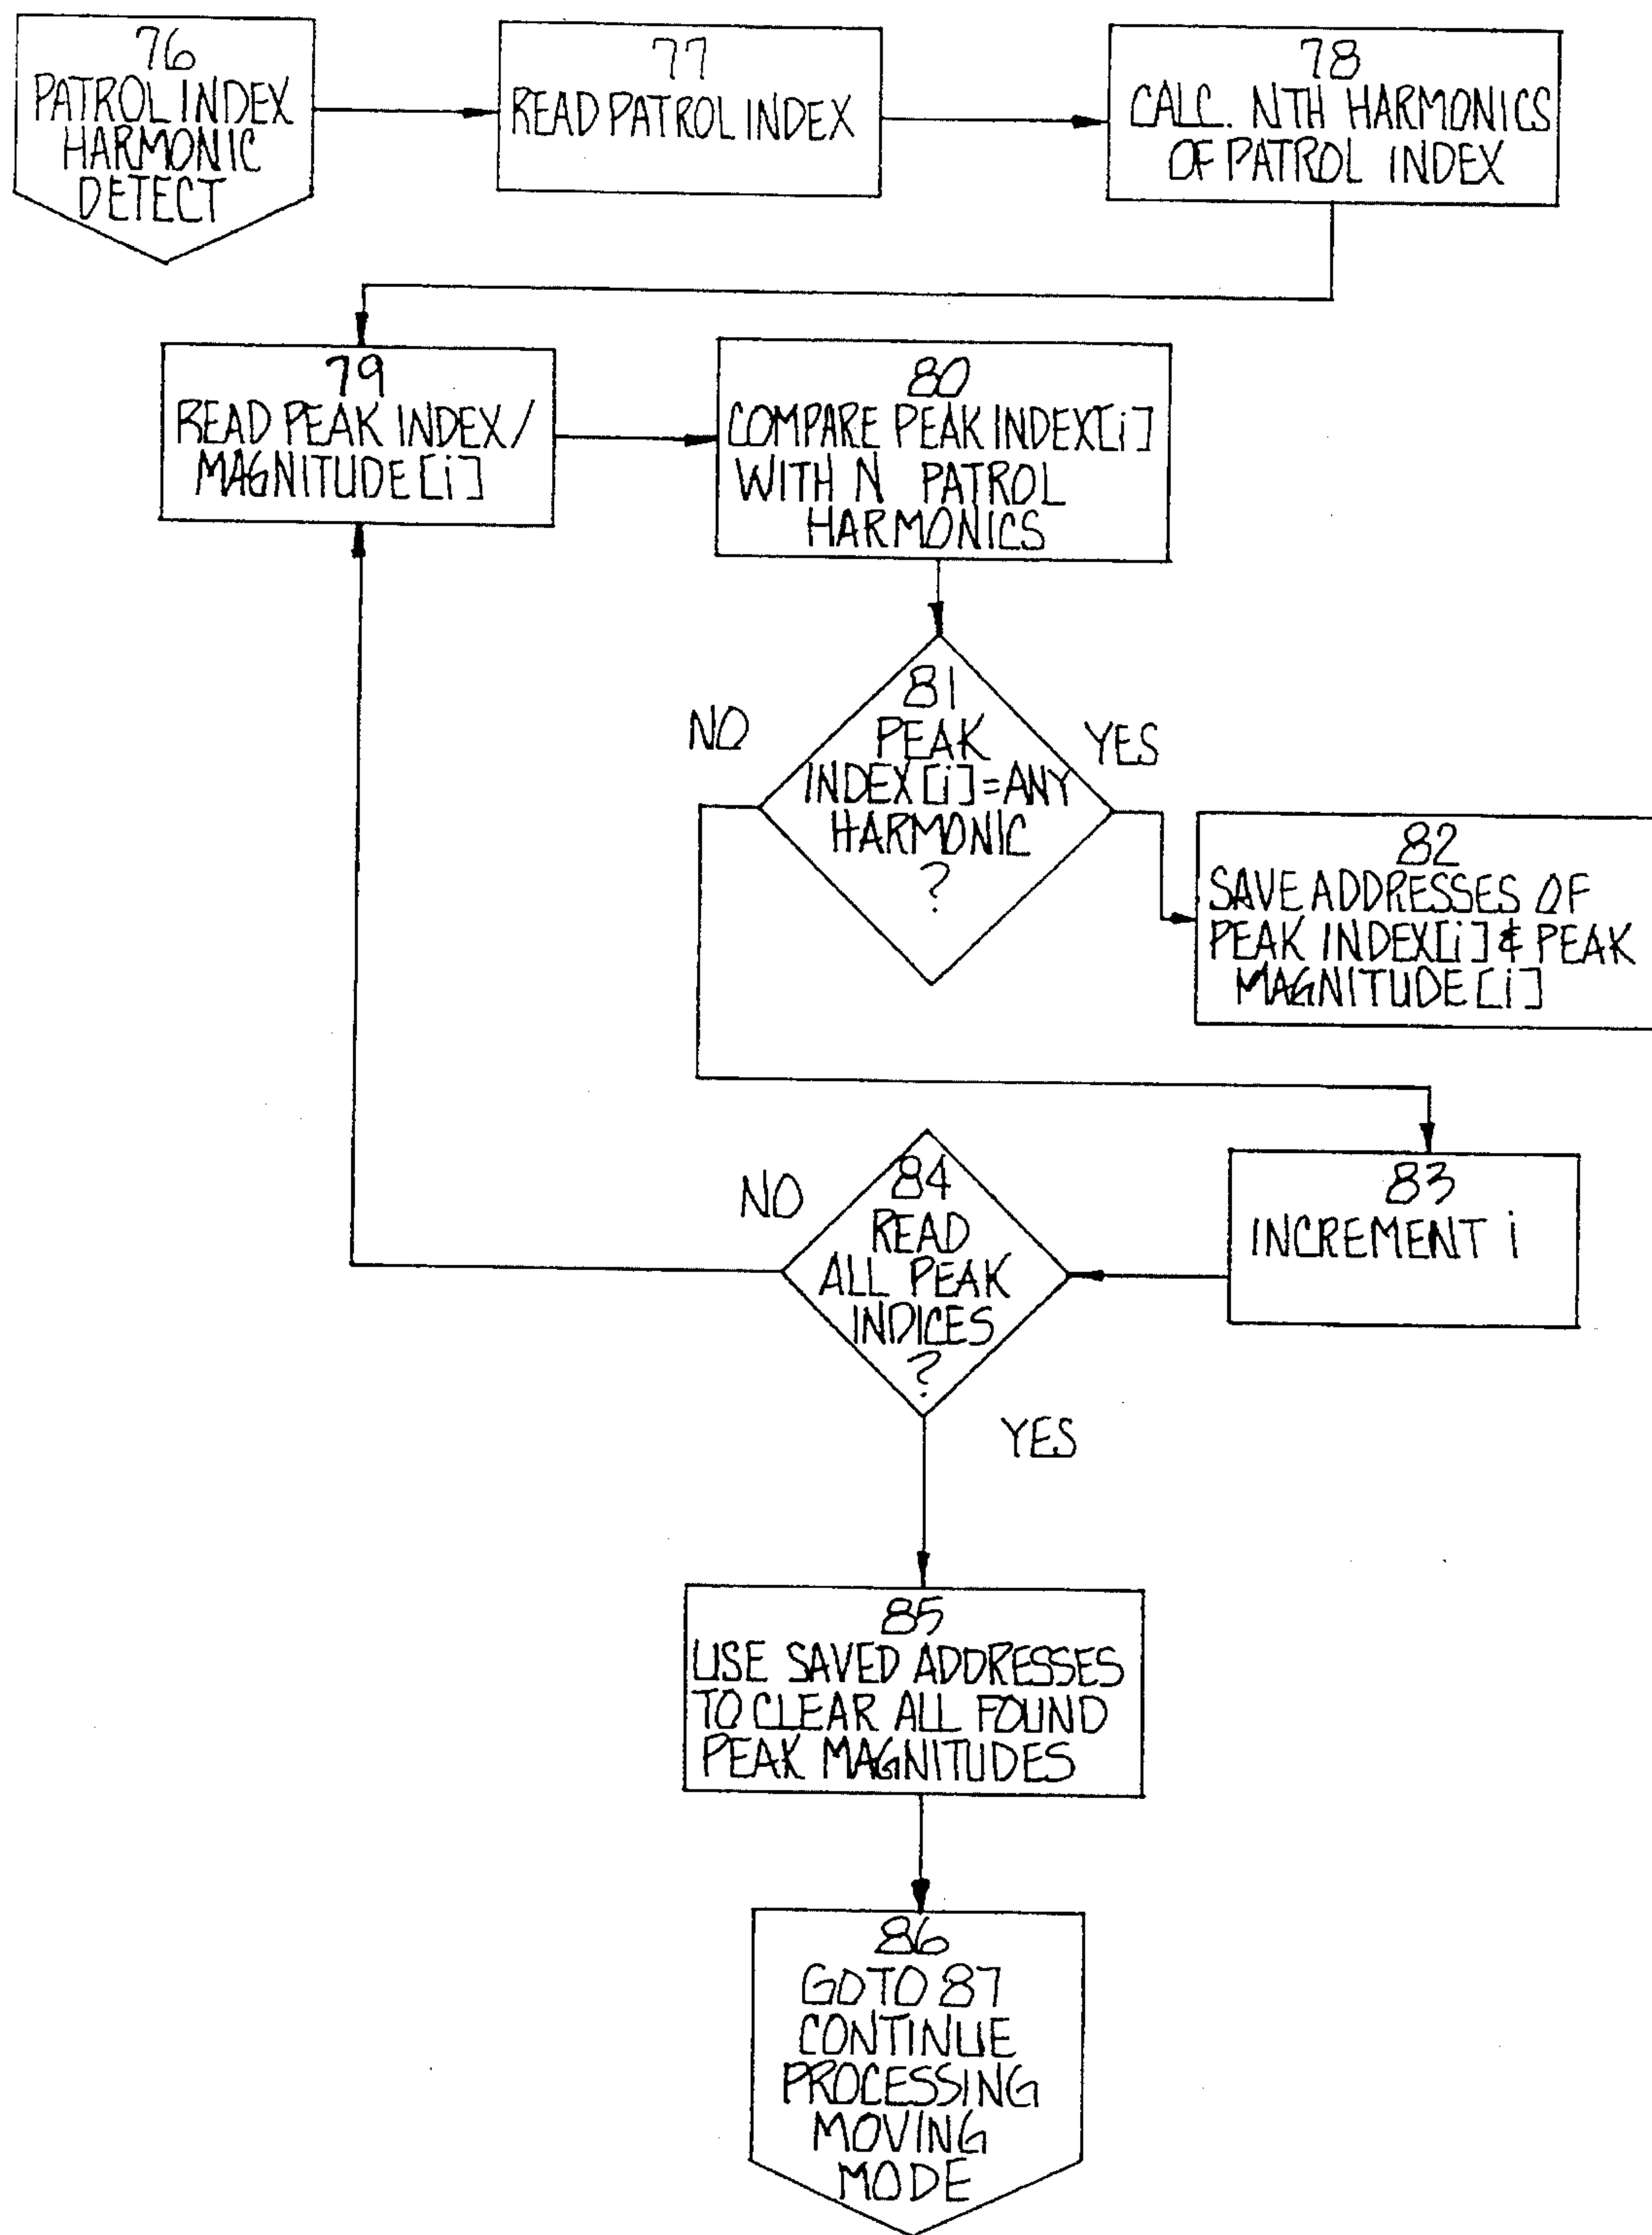 76
PATROL INDEX
HARMONIC
DETECT
77
READ PATROL INDEX
78
CALC. NTH HARMONICS
OF PATROL INDEX
79
READ PEAK INDEX/
MAGNITUDE[i]
80
COMPARE PEAK INDEX[i]
WITH N PATROL
HARMONICS
81
PEAK
INDEX[i]=ANY
HARMONIC
?
NO
YES
82
SAVE ADDRESSES OF
PEAK INDEX[i] & PEAK
MAGNITUDE[i]
83
INCREMENT i
84
READ
ALL PEAK
INDICES
?
NO
YES
85
USE SAVED ADDRESSES
TO CLEAR ALL FOUND
PEAK MAGNITUDES
86
GO TO 87
CONTINUE
PROCESSING
MOVING
MODE